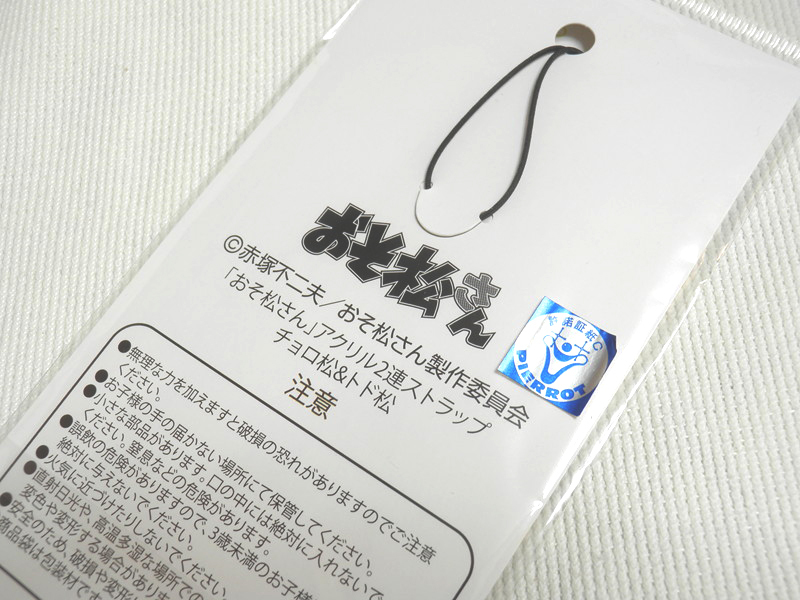 おそ松さん
©赤塚不二夫／おそ松さん製作委員会
「おそ松さん」アクリル2連ストラップ
チョロ松&トド松
許諾証紙C
PIERROT
注意
●無理な力を加えますと破損の恐れがありますのでご注意
ください。
●お子様の手の届かない場所にて保管してください。
●小さな部品があります。口の中には絶対に入れないで
ください。窒息などの危険があります。
●誤飲の危険がありますので、3歳未満のお子様
絶対に与えないでください。
●火気に近づけたりしないでください。
●直射日光や、高温多湿な場所での
変色や変形する場合がありま
●安全のため、破損や変形
商品袋は包装材で